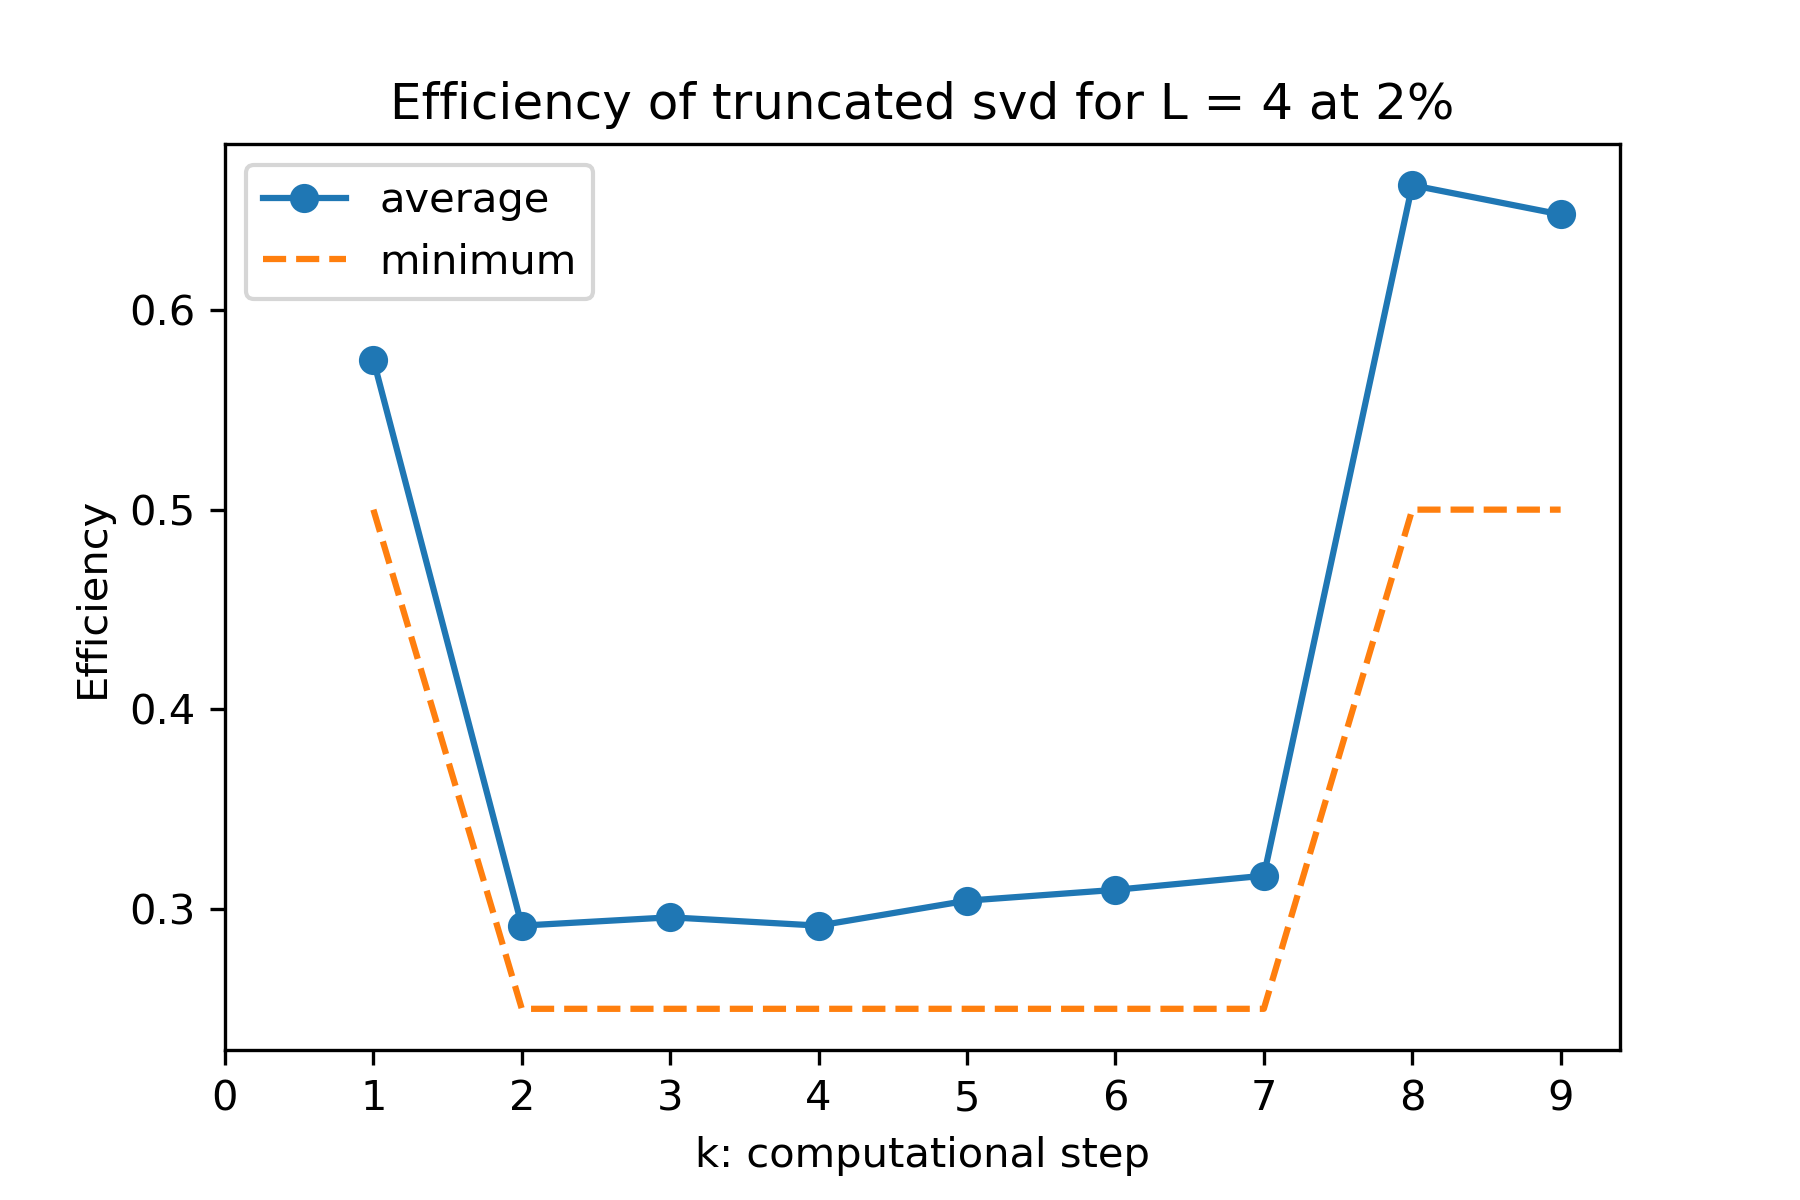 Efficiency of truncated svd for L = 4 at 2%
average
minimum
0.6
0.5
0.4
0.3
Efficiency
0 1 2 3 4 5 6 7 8 9
k: computational step